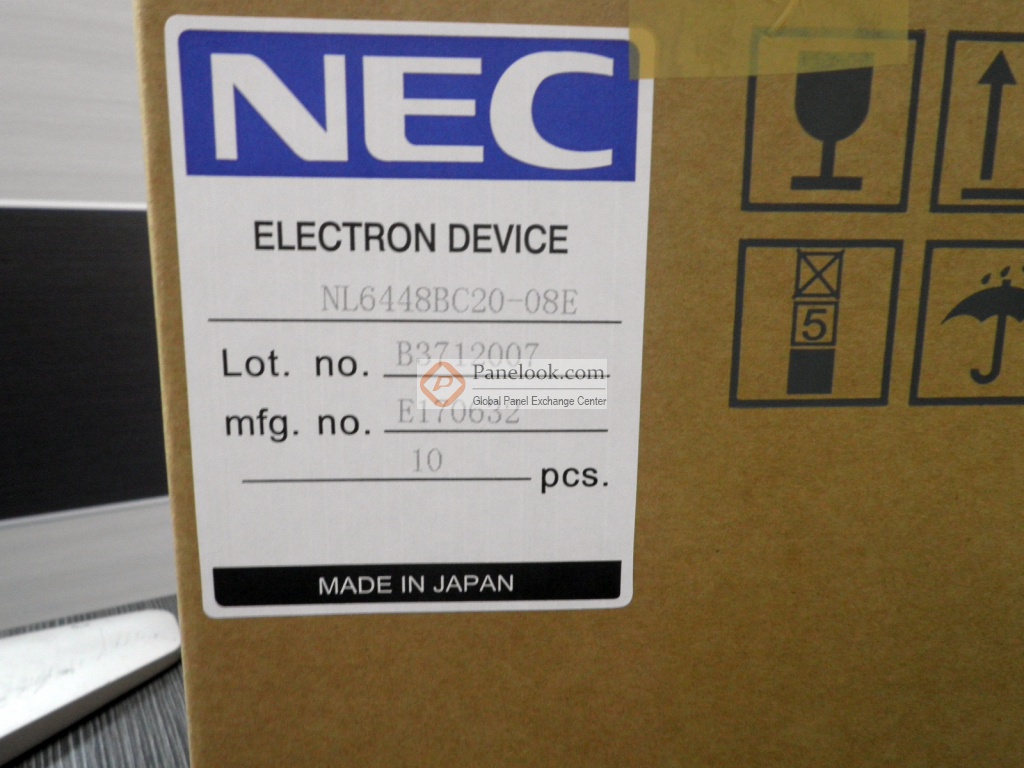 NEC
ELECTRON DEVICE
NL6448BC20-08E
Lot. no. B3712007
Panelook.com
Global Panel Exchange Center
mfg. no. E170632
10 pcs.
MADE IN JAPAN
5